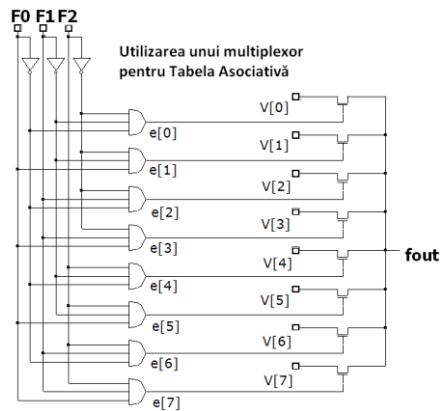 F0 F1 F2
Utilizarea unui multiplexor
pentru Tabela Asociativă
V[0]
e[0]
V[1]
e[1]
V[2]
e[2]
V[3]
e[3]
V[4]
fout
e[4]
V[5]
e[5]
V[6]
e[6]
V[7]
e[7]